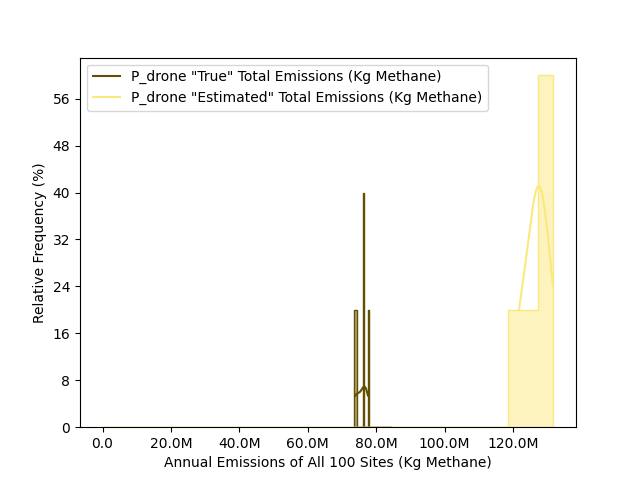 P_drone "True" Total Emissions (Kg Methane)
P_drone "Estimated" Total Emissions (Kg Methane)
56
48
40
32
24
16
8
0
Relative Frequency (%)
0.0 20.0M 40.0M 60.0M 80.0M 100.0M 120.0M
Annual Emissions of All 100 Sites (Kg Methane)